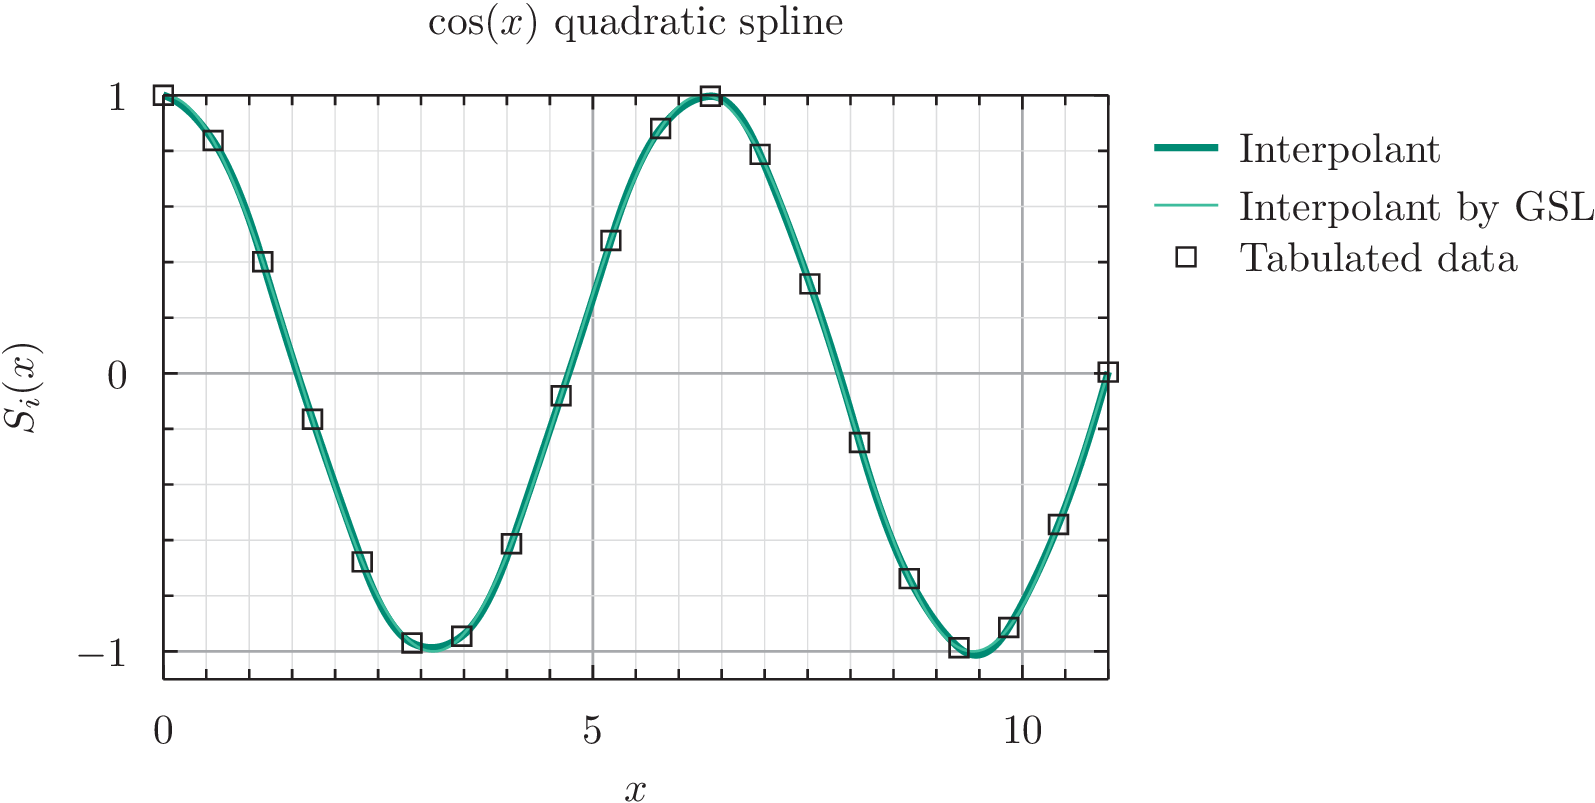 cos(x) quadratic spline
1
0
−1
S_i(x)
0
5
10
x
Interpolant
Interpolant by GSL
Tabulated data